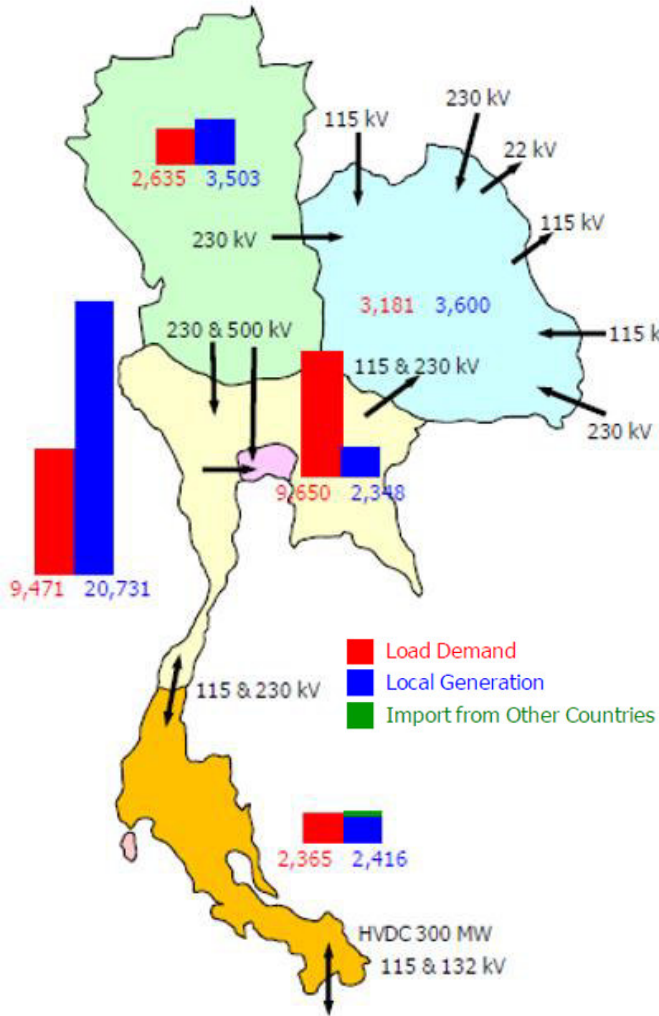 230 kV
115 kV
22 kV
2,635 3,503
115 kV
230 kV
3,181 3,600
230 & 500 kV
115 k
115 & 230 kV
230 kV
9,650 2,348
9,471 20,731
Load Demand
Local Generation
Import from Other Countries
115 & 230 kV
2,365 2,416
HVDC 300 MW
115 & 132 kV